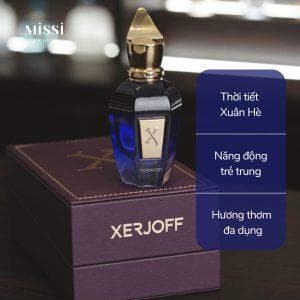 Missi
Thời tiết
Xuân Hè
Năng động
trẻ trung
X
Hương thơm
đa dụng
XERJOFF